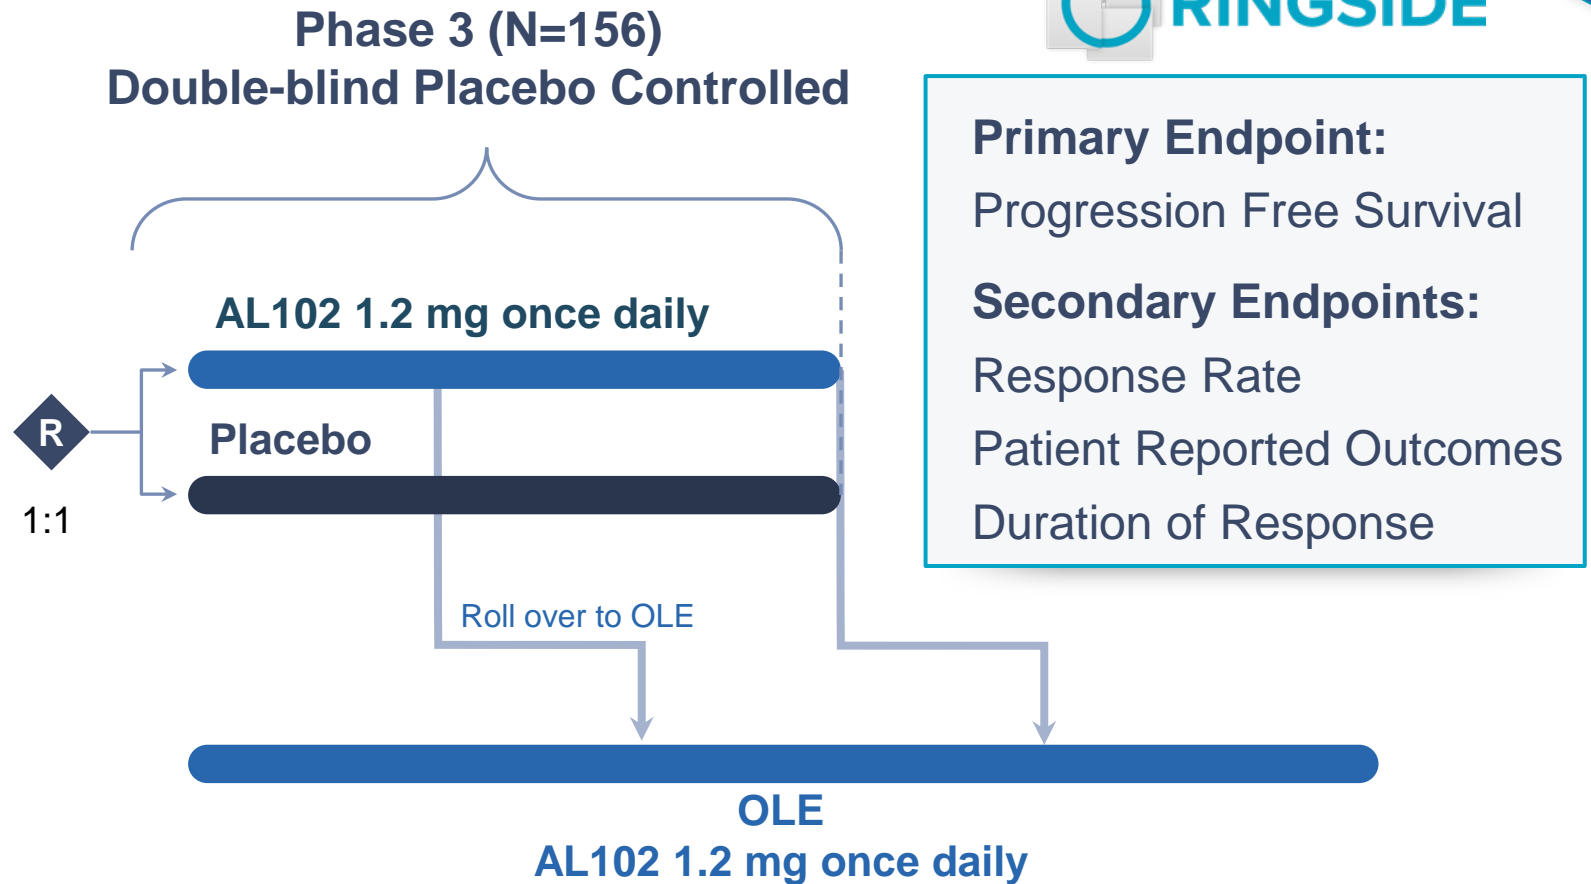 Phase 3 (N=156)
Double-blind Placebo Controlled
RINGSIDE
Primary Endpoint:
Progression Free Survival
Secondary Endpoints:
Response Rate
Patient Reported Outcomes
Duration of Response
AL102 1.2 mg once daily
R
Placebo
1:1
Roll over to OLE
OLE
AL102 1.2 mg once daily